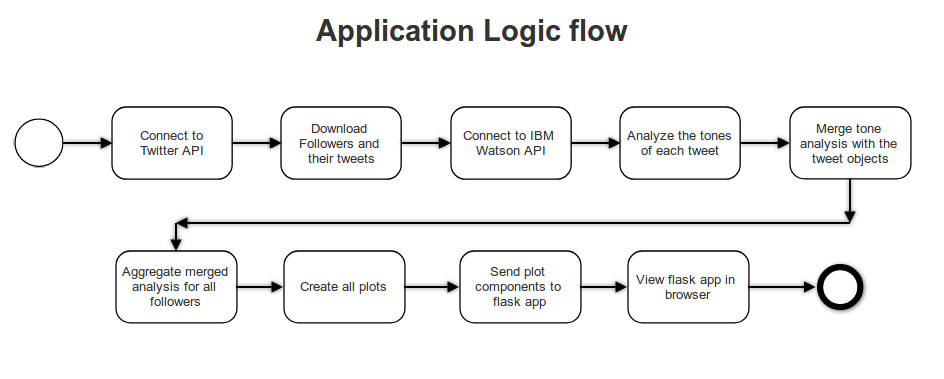 Application Logic flow
Connect to
Twitter API
Download
Followers and
their tweets
Connect to IBM
Watson API
Analyze the tones
of each tweet
Merge tone
analysis with the
tweet objects
Aggregate merged
analysis for all
followers
Create all plots
Send plot
components to
flask app
View flask app in
browser